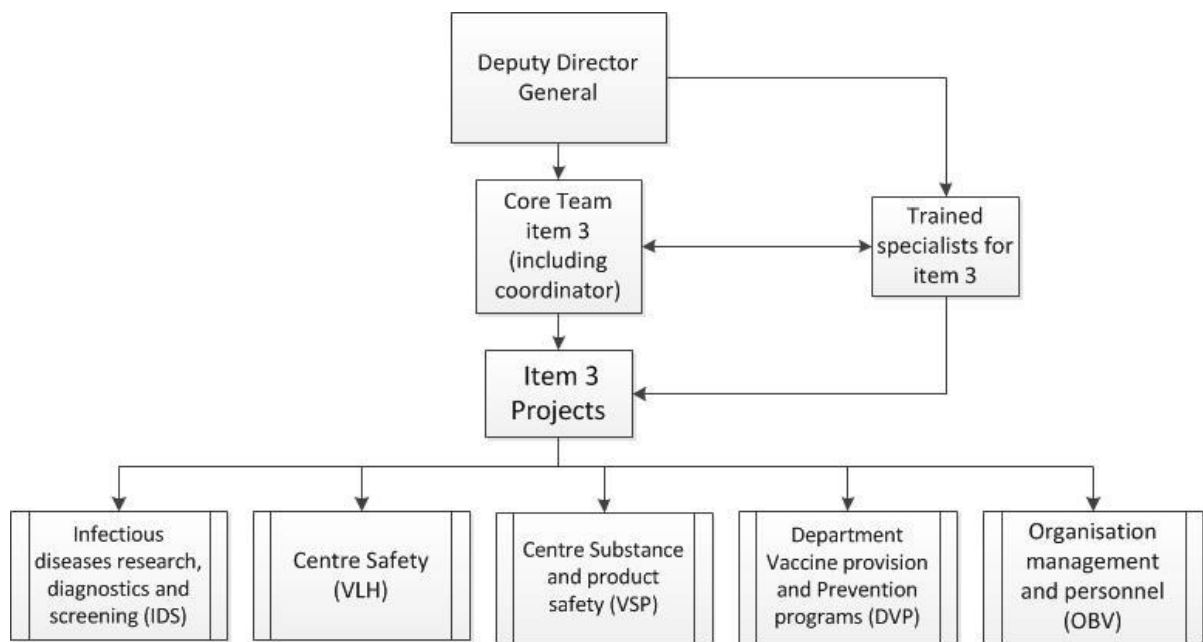 Deputy Director
General
Core Team
item 3
(including
coordinator)
Trained
specialists for
item 3
Item 3
Projects
Infectious
diseases research,
diagnostics and
screening (IDS)
Centre Safety
(VLH)
Centre Substance
and product
safety (VSP)
Department
Vaccine provision
and Prevention
programs (DVP)
Organisation
management
and personnel
(OBV)